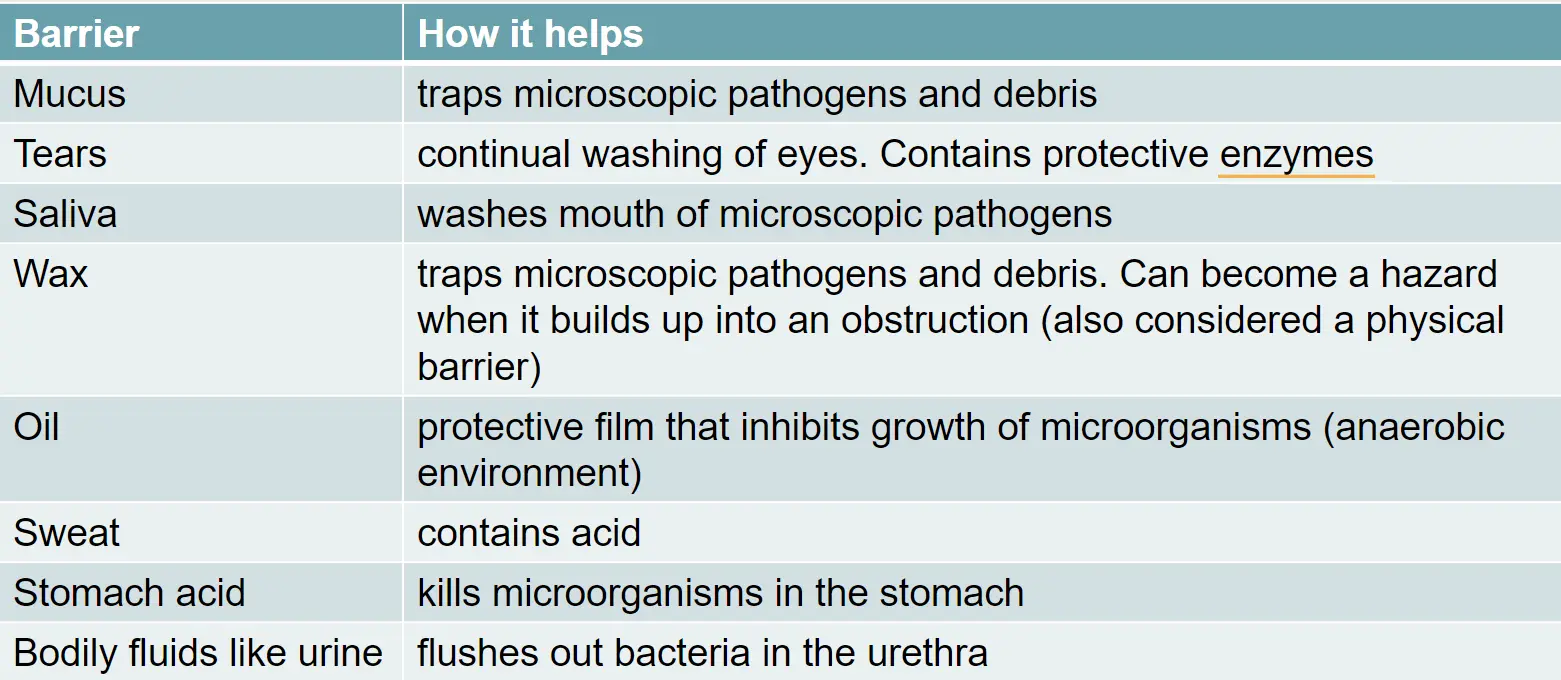 Barrier How it helps
Mucus traps microscopic pathogens and debris
Tears continual washing of eyes. Contains protective enzymes
Saliva washes mouth of microscopic pathogens
Wax traps microscopic pathogens and debris. Can become a hazard
when it builds up into an obstruction (also considered a physical
barrier)
Oil protective film that inhibits growth of microorganisms (anaerobic
environment)
Sweat contains acid
Stomach acid kills microorganisms in the stomach
Bodily fluids like urine flushes out bacteria in the urethra